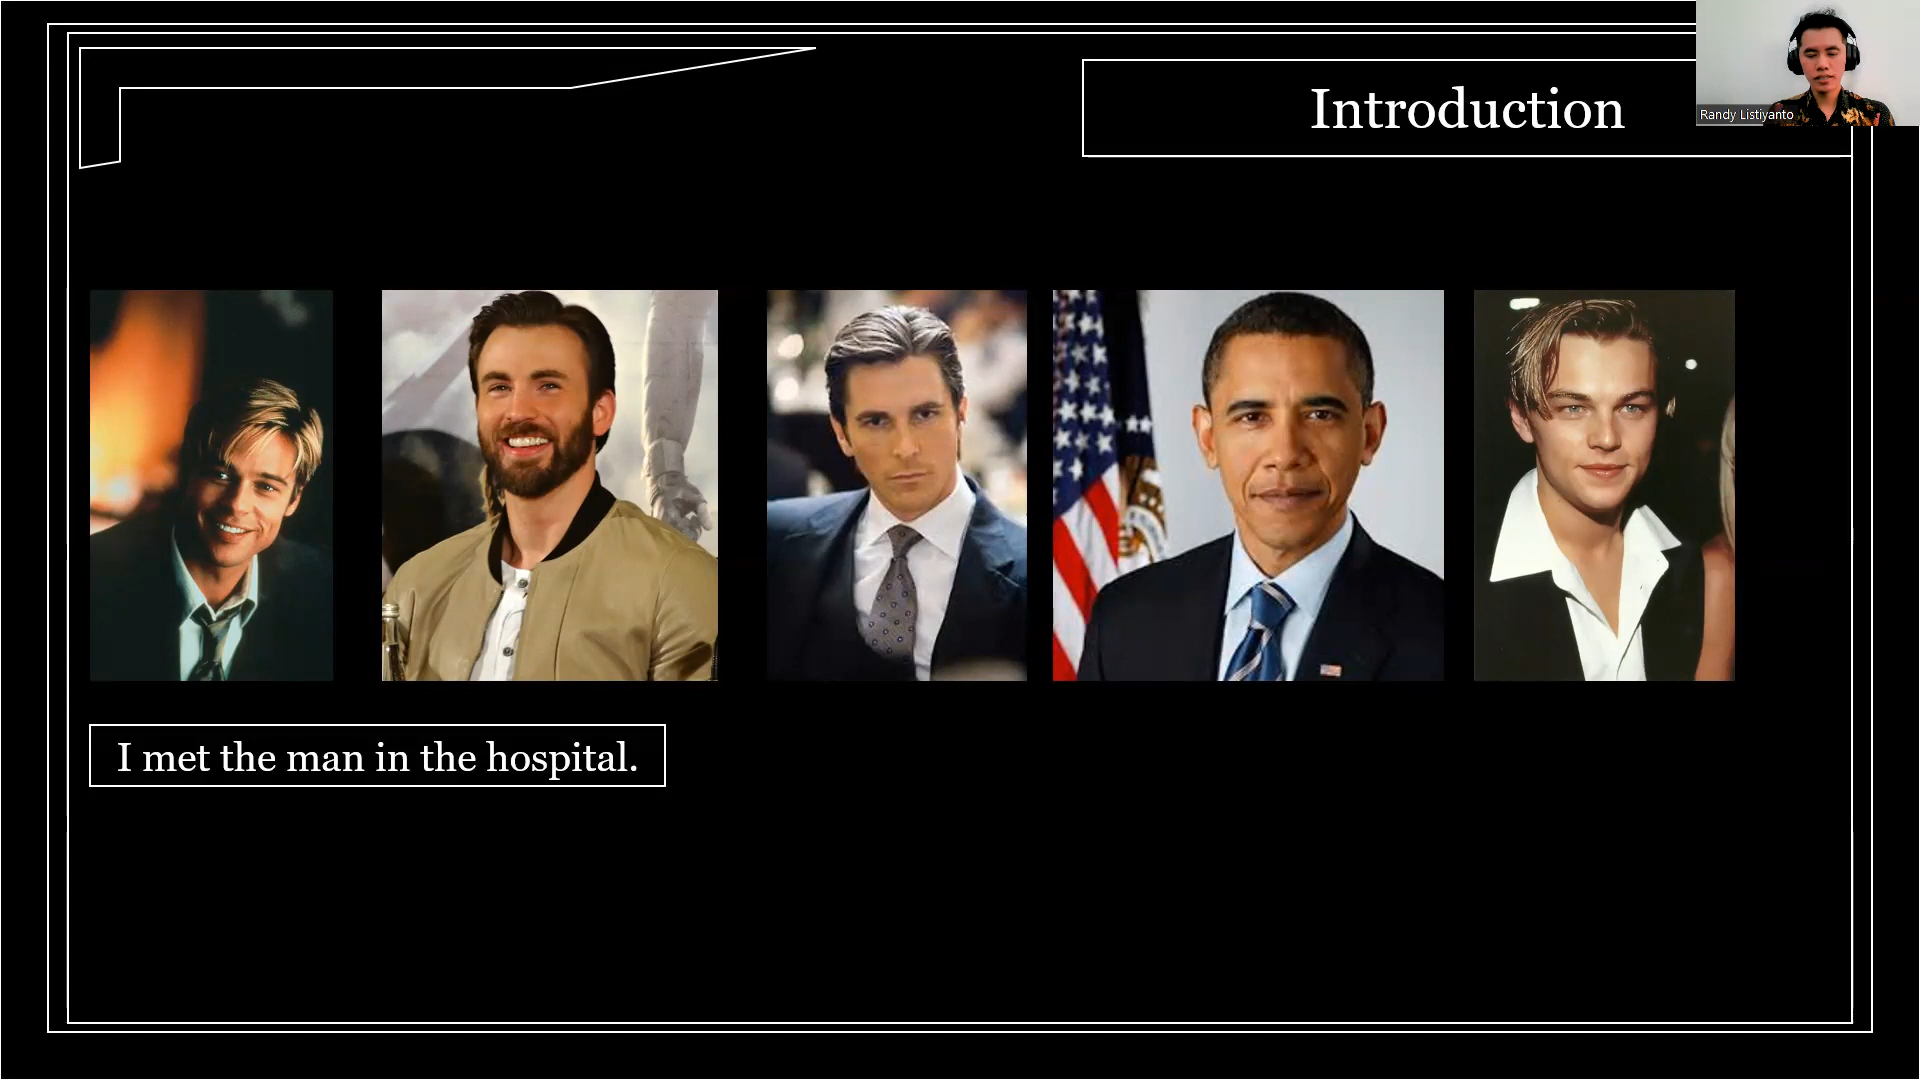 Introduction
Randy Listiyanto
I met the man in the hospital.